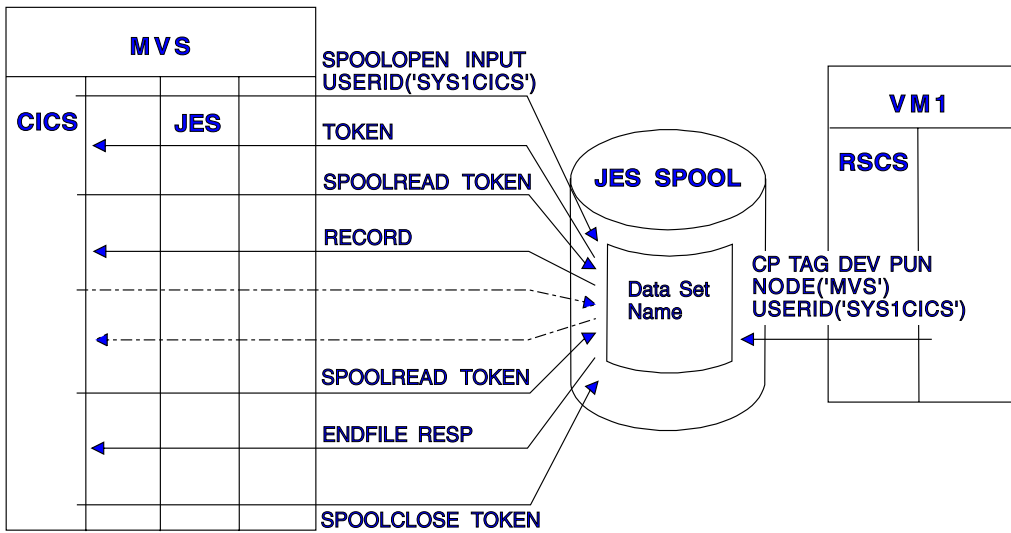 MVS
CICS
JES
SPOOLOPEN INPUT
USERID('SYS1CICS')
TOKEN
SPOOLREAD TOKEN
RECORD
SPOOLREAD TOKEN
ENDFILE RESP
SPOOLCLOSE TOKEN
JES SPOOL
Data Set
Name
VM1
RSCS
CP TAG DEV PUN
NODE('MVS')
USERID('SYS1CICS')